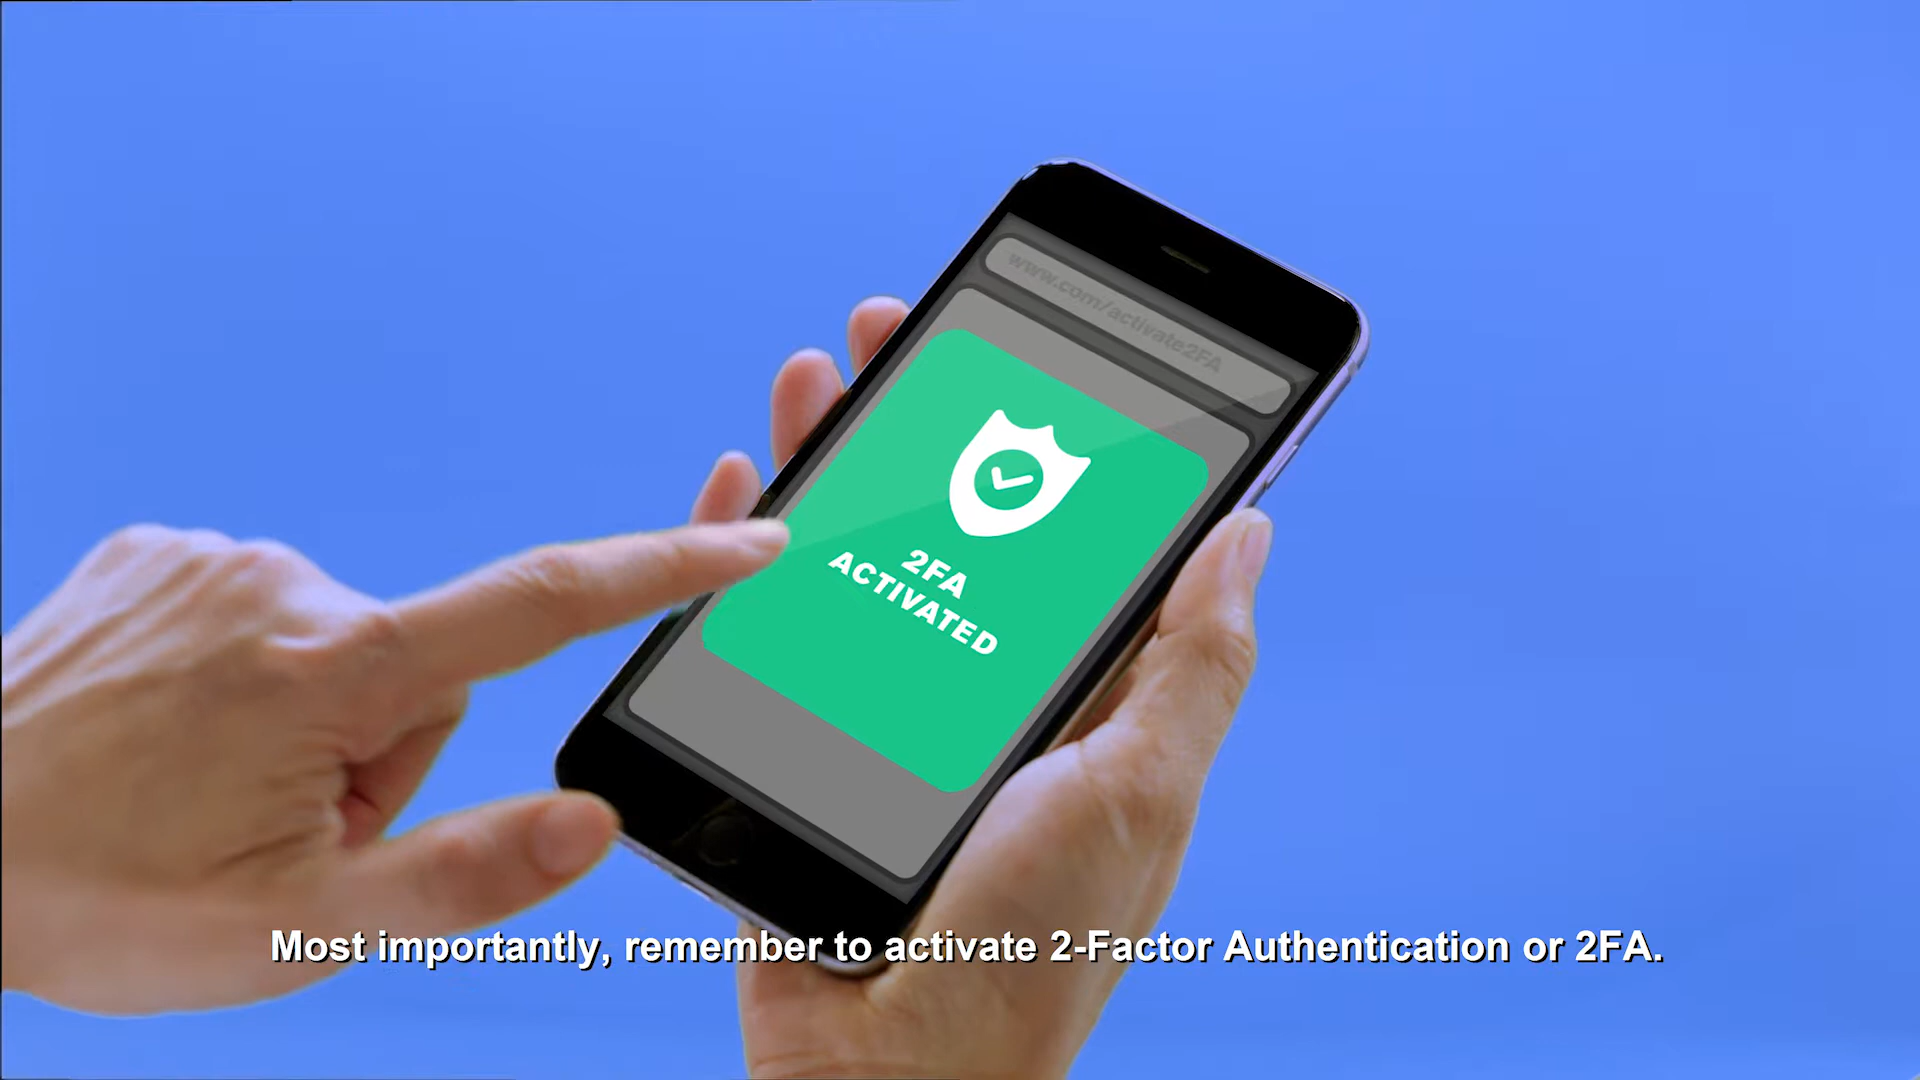 www.com/activate2FA
2FA
ACTIVATED
Most importantly, remember to activate 2-Factor Authentication or 2FA.